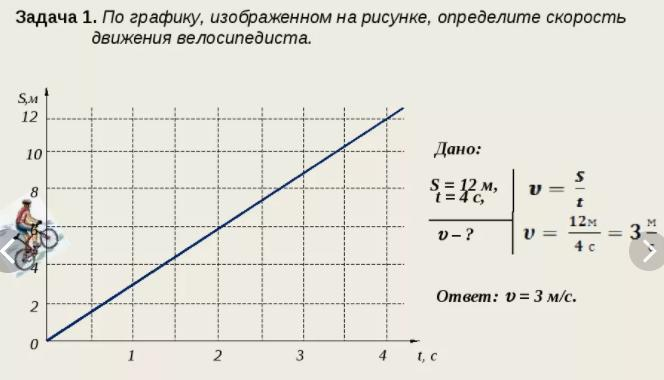 Задача 1. По графику, изображенном на рисунке, определите скорость
движения велосипедиста.
S,м
12
10
8
4
2
0
1
2
3
4
t, с
Дано:
S = 12 м,
t = 4 с,
υ – ?
υ = S/t
υ = 12м/4 с = 3 м/с
Ответ: υ = 3 м/с.